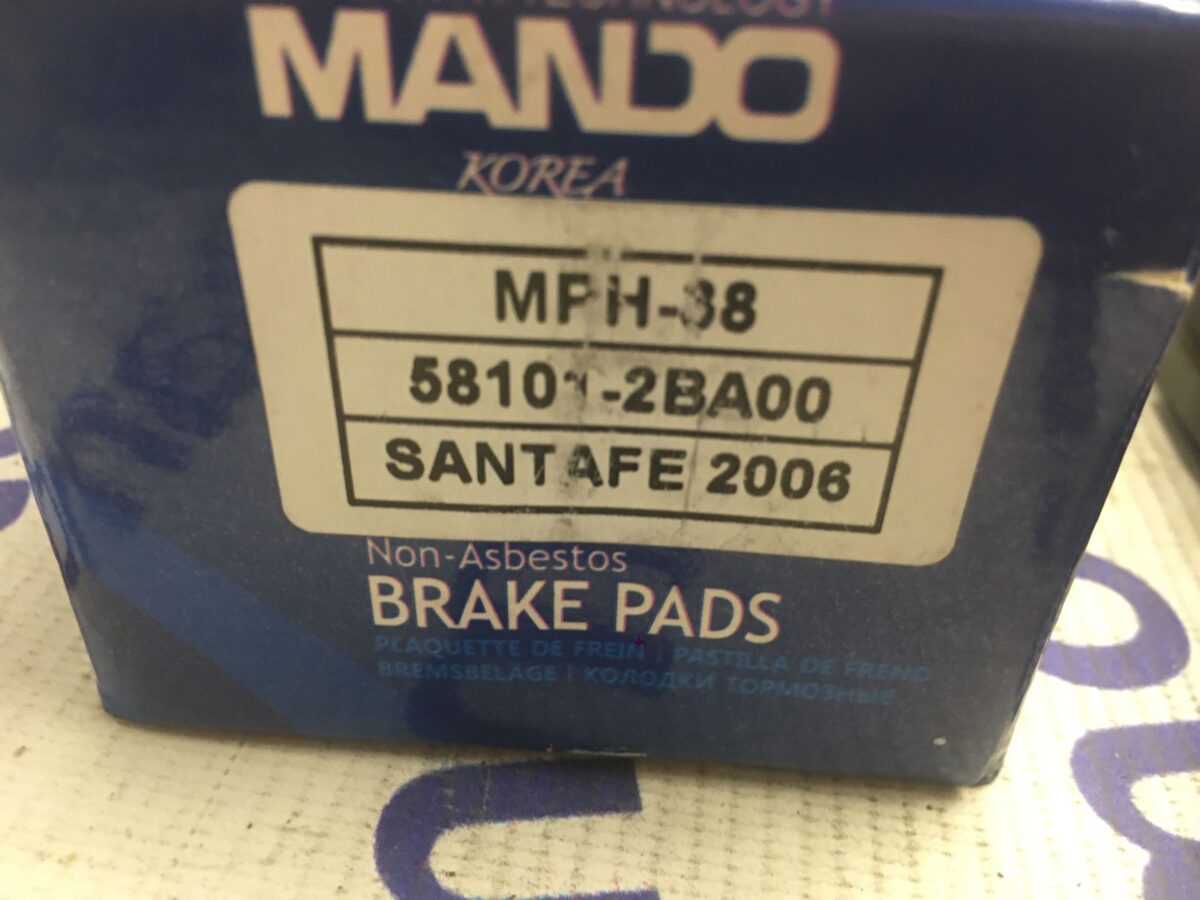 TECHNOLOGY
MANDO
KOREA
MPH-38
58101-2BA00
SANTAFE 2006
Non-Asbestos
BRAKE PADS
PLAQUETTE DE FREIN | PASTILLA DE FRENO
BREMSBELAGE | КОЛОДКИ ТОРМОЗНЫЕ